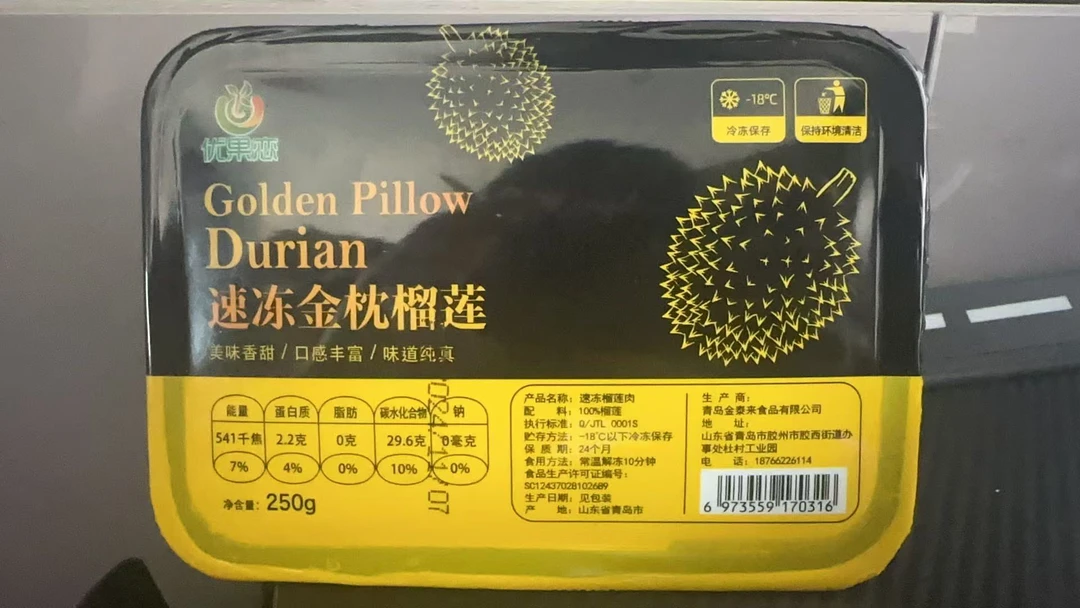 优果恋
-18℃
冷冻保存
保持环境清洁
Golden Pillow
Durian
速冻金枕榴莲
美味香甜 / 口感丰富 / 味道纯真
能量 蛋白质 脂肪 碳水化合物 钠
541千焦 2.2克 0克 29.6克 0毫克
7% 4% 0% 10% 0%
净含量: 250g
2024.11.07
产品名称: 速冻榴莲肉
配 料: 100%榴莲
执行标准: Q/JTL 0001S
贮存方法: -18℃以下冷冻保存
保 质 期: 24个月
食用方法: 常温解冻10分钟
食品生产许可证编号:
SC12437028102689
生产日期: 见包装
产 地: 山东省青岛市
生 产 商:
青岛金泰来食品有限公司
地 址:
山东省青岛市胶州市胶西街道办
事处杜村工业园
电 话: 18766226114
6 973559 170316